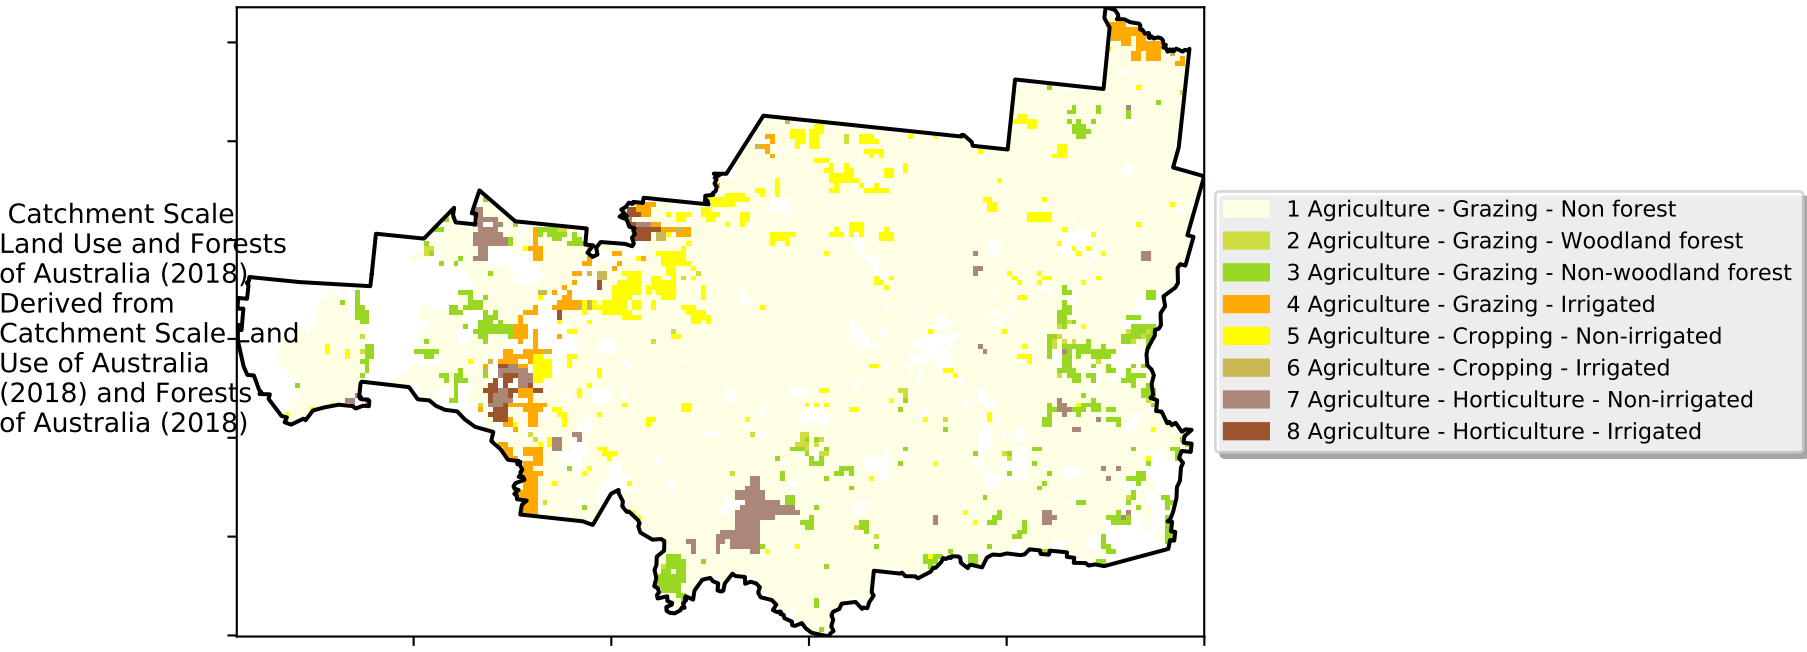 Catchment Scale
Land Use and Forests
of Australia (2018)
Derived from
Catchment Scale Land
Use of Australia
(2018) and Forests
of Australia (2018)
1 Agriculture - Grazing - Non forest
2 Agriculture - Grazing - Woodland forest
3 Agriculture - Grazing - Non-woodland forest
4 Agriculture - Grazing - Irrigated
5 Agriculture - Cropping - Non-irrigated
6 Agriculture - Cropping - Irrigated
7 Agriculture - Horticulture - Non-irrigated
8 Agriculture - Horticulture - Irrigated